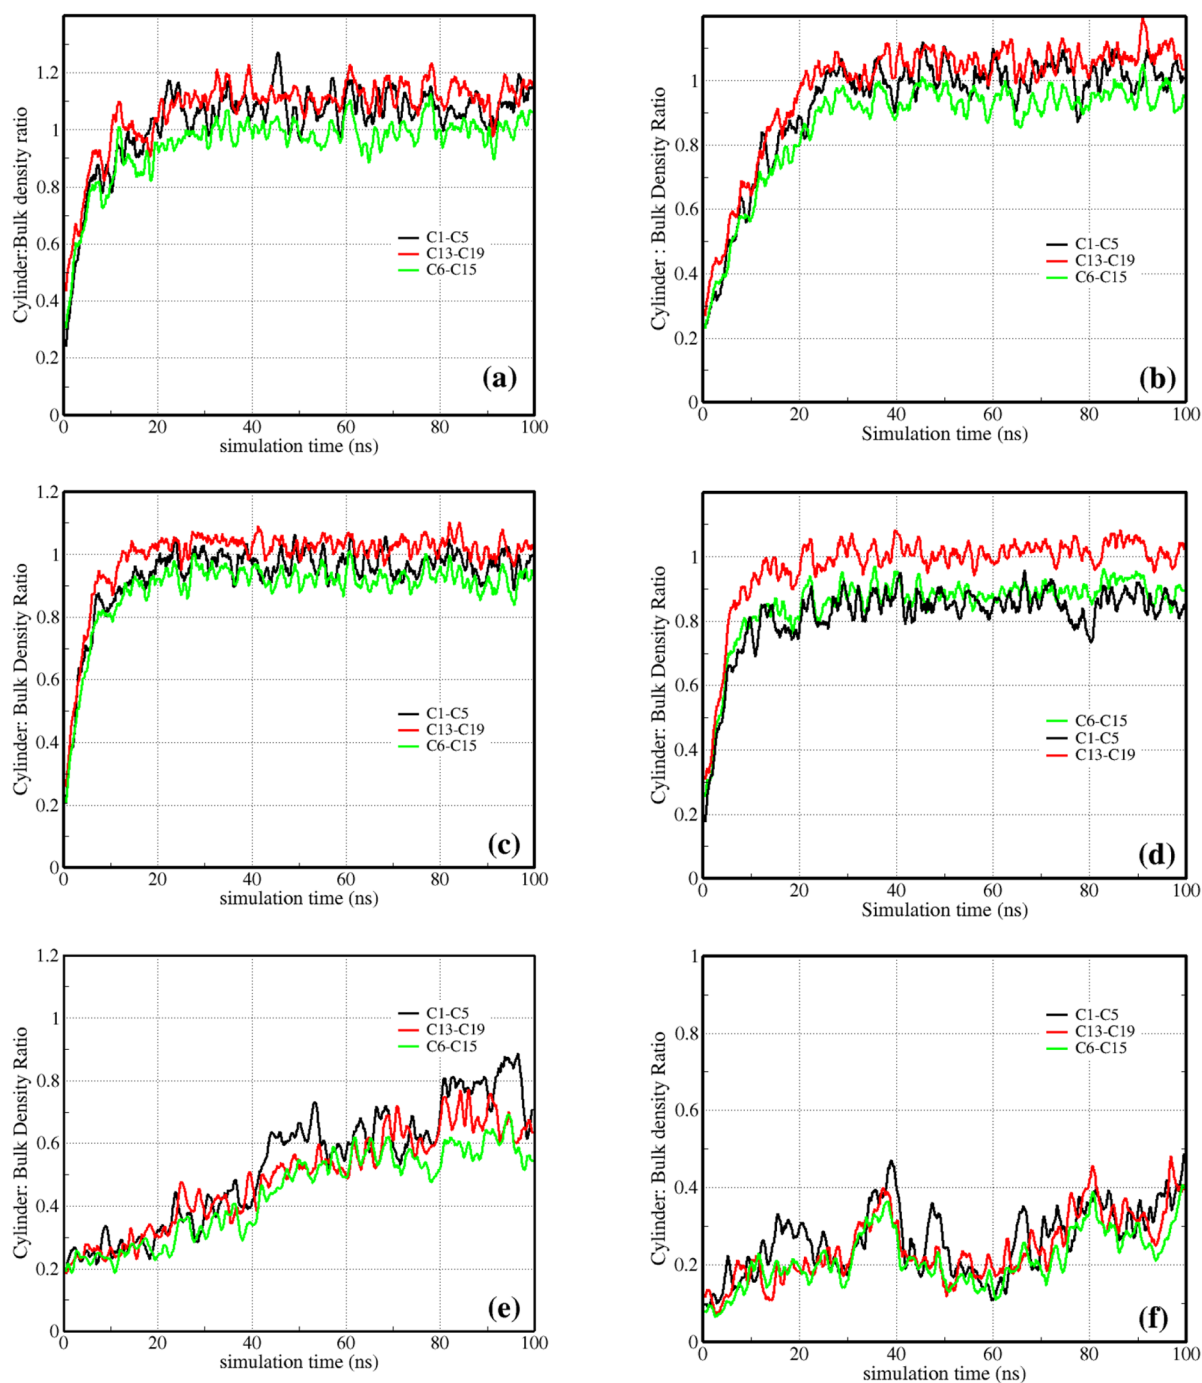 Cylinder:Bulk density ratio
1.2
1
0.8
0.6
0.4
0.2
0
C1-C5
C13-C19
C6-C15
(a)
0 20 40 60 80 100
simulation time (ns)
Cylinder : Bulk Density Ratio
1
0.8
0.6
0.4
0.2
0
C1-C5
C13-C19
C6-C15
(b)
0 20 40 60 80 100
Simulation time (ns)
Cylinder: Bulk Density Ratio
1.2
1
0.8
0.6
0.4
0.2
0
C1-C5
C13-C19
C6-C15
(c)
0 20 40 60 80 100
simulation time (ns)
Cylinder: Bulk Density Ratio
1
0.8
0.6
0.4
0.2
0
C6-C15
C1-C5
C13-C19
(d)
0 20 40 60 80 100
Simulation time (ns)
Cylinder: Bulk Density Ratio
1.2
1
0.8
0.6
0.4
0.2
0
C1-C5
C13-C19
C6-C15
(e)
0 20 40 60 80 100
simulation time (ns)
Cylinder: Bulk density Ratio
1
0.8
0.6
0.4
0.2
0
C1-C5
C13-C19
C6-C15
(f)
0 20 40 60 80 100
simulation time (ns)